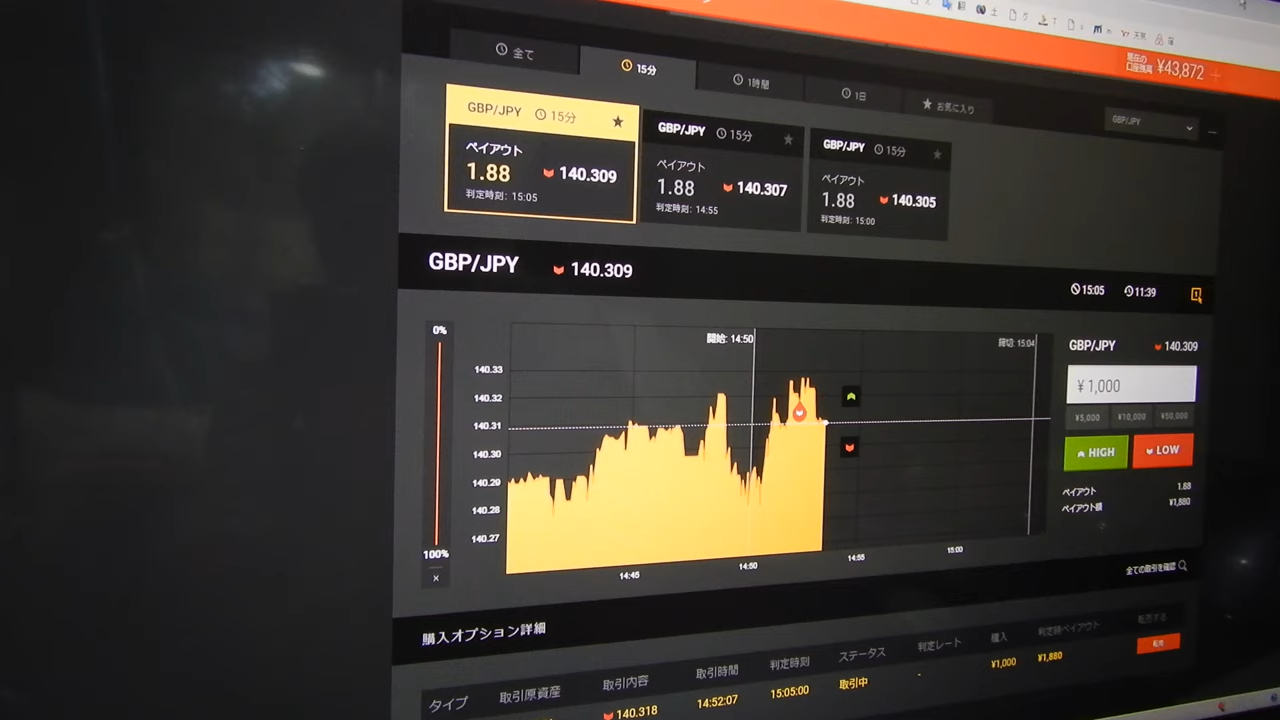 現在の
口座残高 ¥43,872
全て
15分
1時間
1日
お気に入り
GBP/JPY
GBP/JPY 15分
ペイアウト
1.88 140.309
判定時刻: 15:05
GBP/JPY 15分
ペイアウト
1.88 140.307
判定時刻: 14:55
GBP/JPY 15分
ペイアウト
1.88 140.305
判定時刻: 15:00
GBP/JPY 140.309
15:05 11:39
0%
100%
×
開始: 14:50
締切: 15:04
140.33
140.32
140.31
140.30
140.29
140.28
140.27
14:45
14:50
14:55
15:00
GBP/JPY 140.309
¥ 1,000
¥5,000 ¥10,000 ¥50,000
HIGH LOW
ペイアウト 1.88
ペイアウト額 ¥1,880
全ての取引を確認
購入オプション詳細
タイプ 取引原資産 取引内容 取引時間 判定時刻 ステータス 判定レート 購入 判定時ペイアウト 転売する
140.318 14:52:07 15:05:00 取引中 - ¥1,000 ¥1,880 転売